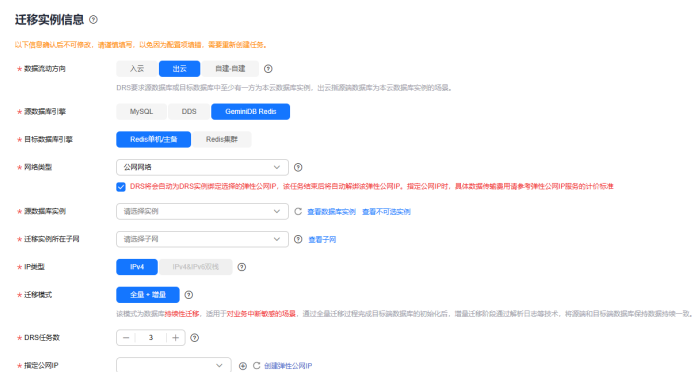 迁移实例信息
以下信息确认后不可修改，请谨慎填写，以免因为配置项填错，需要重新创建任务。
* 数据流动方向 入云 出云 自建-自建
DRS要求源数据库或目标数据库中至少有一方为本云数据库实例，出云指源端数据库为本云数据库实例的场景。
* 源数据库引擎 MySQL DDS GeminiDB Redis
* 目标数据库引擎 Redis单机/主备 Redis集群
* 网络类型 公网网络
DRS将会自动为DRS实例绑定选择的弹性公网IP，该任务结束后将自动解绑该弹性公网IP。指定公网IP时，具体数据传输费用请参考弹性公网IP服务的计价标准
* 源数据库实例 请选择实例 查看数据库实例 查看不可选实例
* 迁移实例所在子网 请选择子网 查看子网
* IP类型 IPv4 IPv4&IPv6双栈
* 迁移模式 全量 + 增量
该模式为数据库持续性迁移，适用于对业务中断敏感的场景，通过全量迁移过程完成目标端数据库的初始化后，增量迁移阶段通过解析日志等技术，将源端和目标端数据库保持数据持续一致。
* DRS任务数 − 3 +
* 指定公网IP 创建弹性公网IP